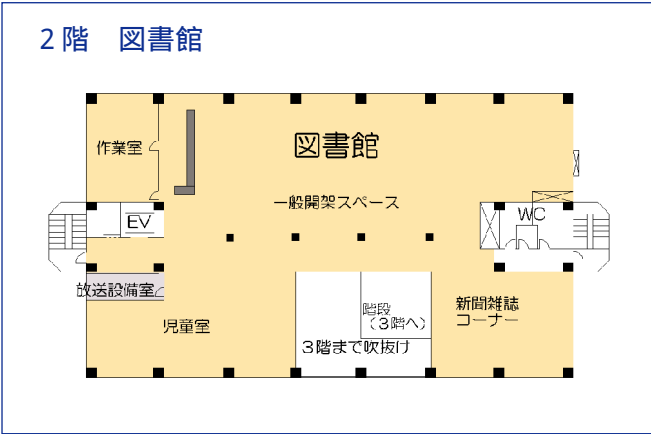 2階　図書館
作業室
図書館
一般開架スペース
EV
WC
放送設備室
階段
（3階へ）
新聞雑誌
コーナー
児童室
3階まで吹抜け